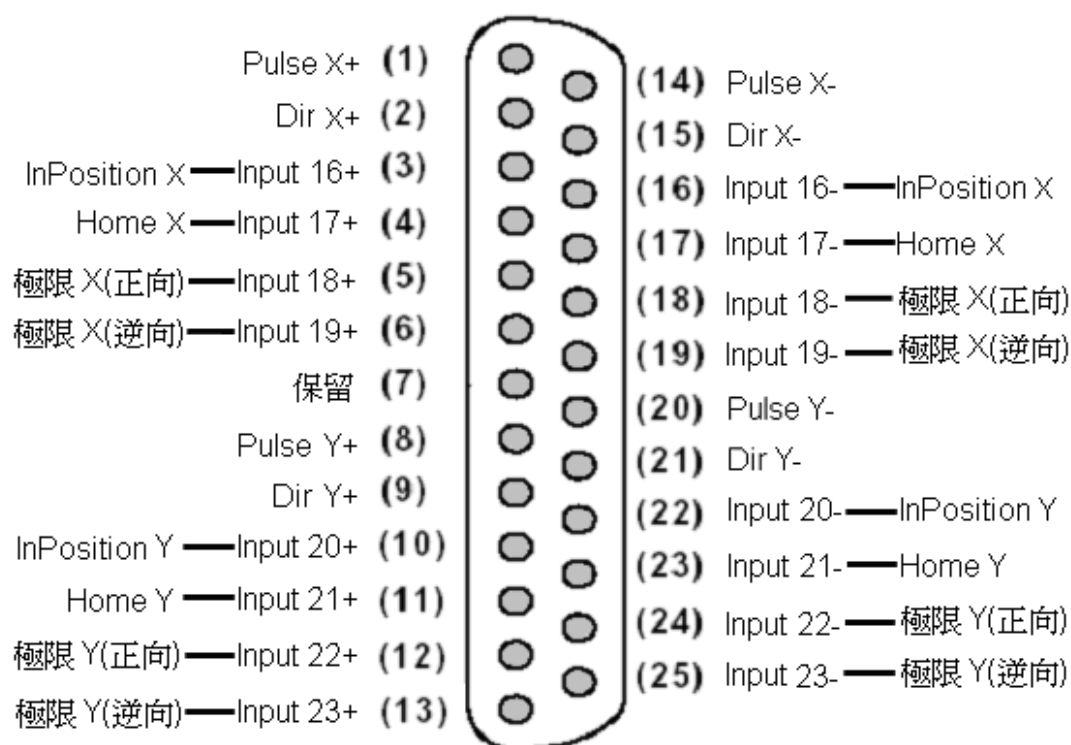 Pulse X+ (1)
(14) Pulse X-
Dir X+ (2)
(15) Dir X-
InPosition X Input 16+ (3)
(16) Input 16- InPosition X
Home X Input 17+ (4)
(17) Input 17- Home X
極限 X(正向) Input 18+ (5)
(18) Input 18- 極限 X(正向)
極限 X(逆向) Input 19+ (6)
(19) Input 19- 極限 X(逆向)
保留 (7)
(20) Pulse Y-
Pulse Y+ (8)
(21) Dir Y-
Dir Y+ (9)
(22) Input 20- InPosition Y
InPosition Y Input 20+ (10)
(23) Input 21- Home Y
Home Y Input 21+ (11)
(24) Input 22- 極限 Y(正向)
極限 Y(正向) Input 22+ (12)
(25) Input 23- 極限 Y(逆向)
極限 Y(逆向) Input 23+ (13)